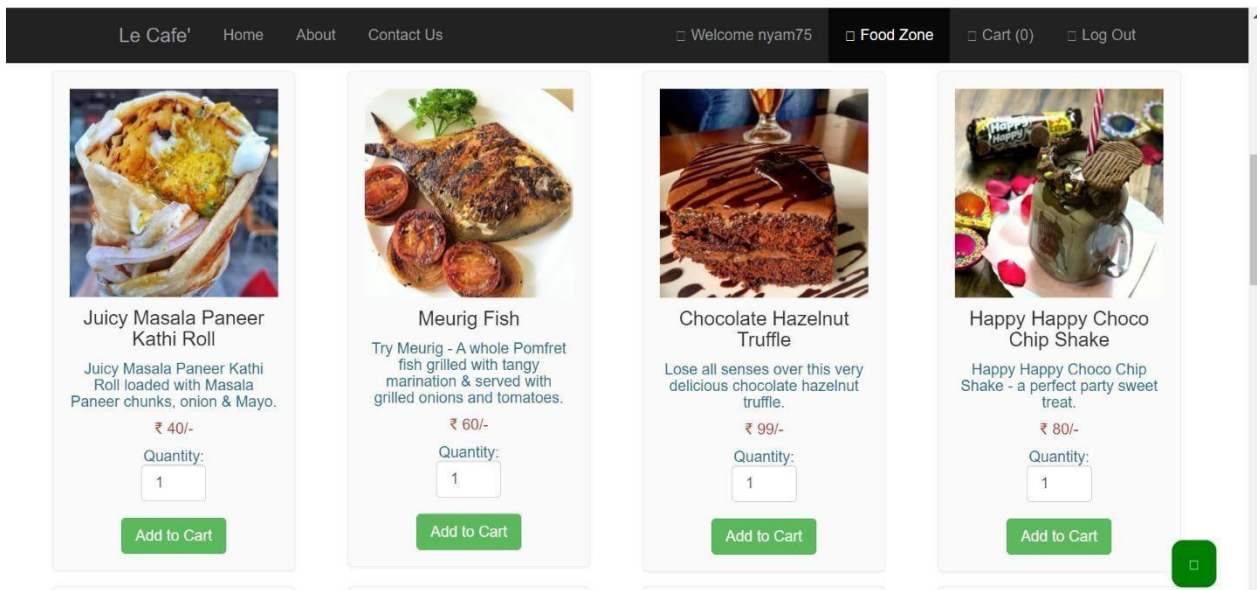 Le Cafe' Home About Contact Us Welcome nyam75 Food Zone Cart (0) Log Out
Happy
Happy
Juicy Masala Paneer
Kathi Roll
Juicy Masala Paneer Kathi
Roll loaded with Masala
Paneer chunks, onion & Mayo.
₹ 40/-
Quantity:
1
Add to Cart
Meurig Fish
Try Meurig - A whole Pomfret
fish grilled with tangy
marination & served with
grilled onions and tomatoes.
₹ 60/-
Quantity:
1
Add to Cart
Chocolate Hazelnut
Truffle
Lose all senses over this very
delicious chocolate hazelnut
truffle.
₹ 99/-
Quantity:
1
Add to Cart
Happy Happy Choco
Chip Shake
Happy Happy Choco Chip
Shake - a perfect party sweet
treat.
₹ 80/-
Quantity:
1
Add to Cart